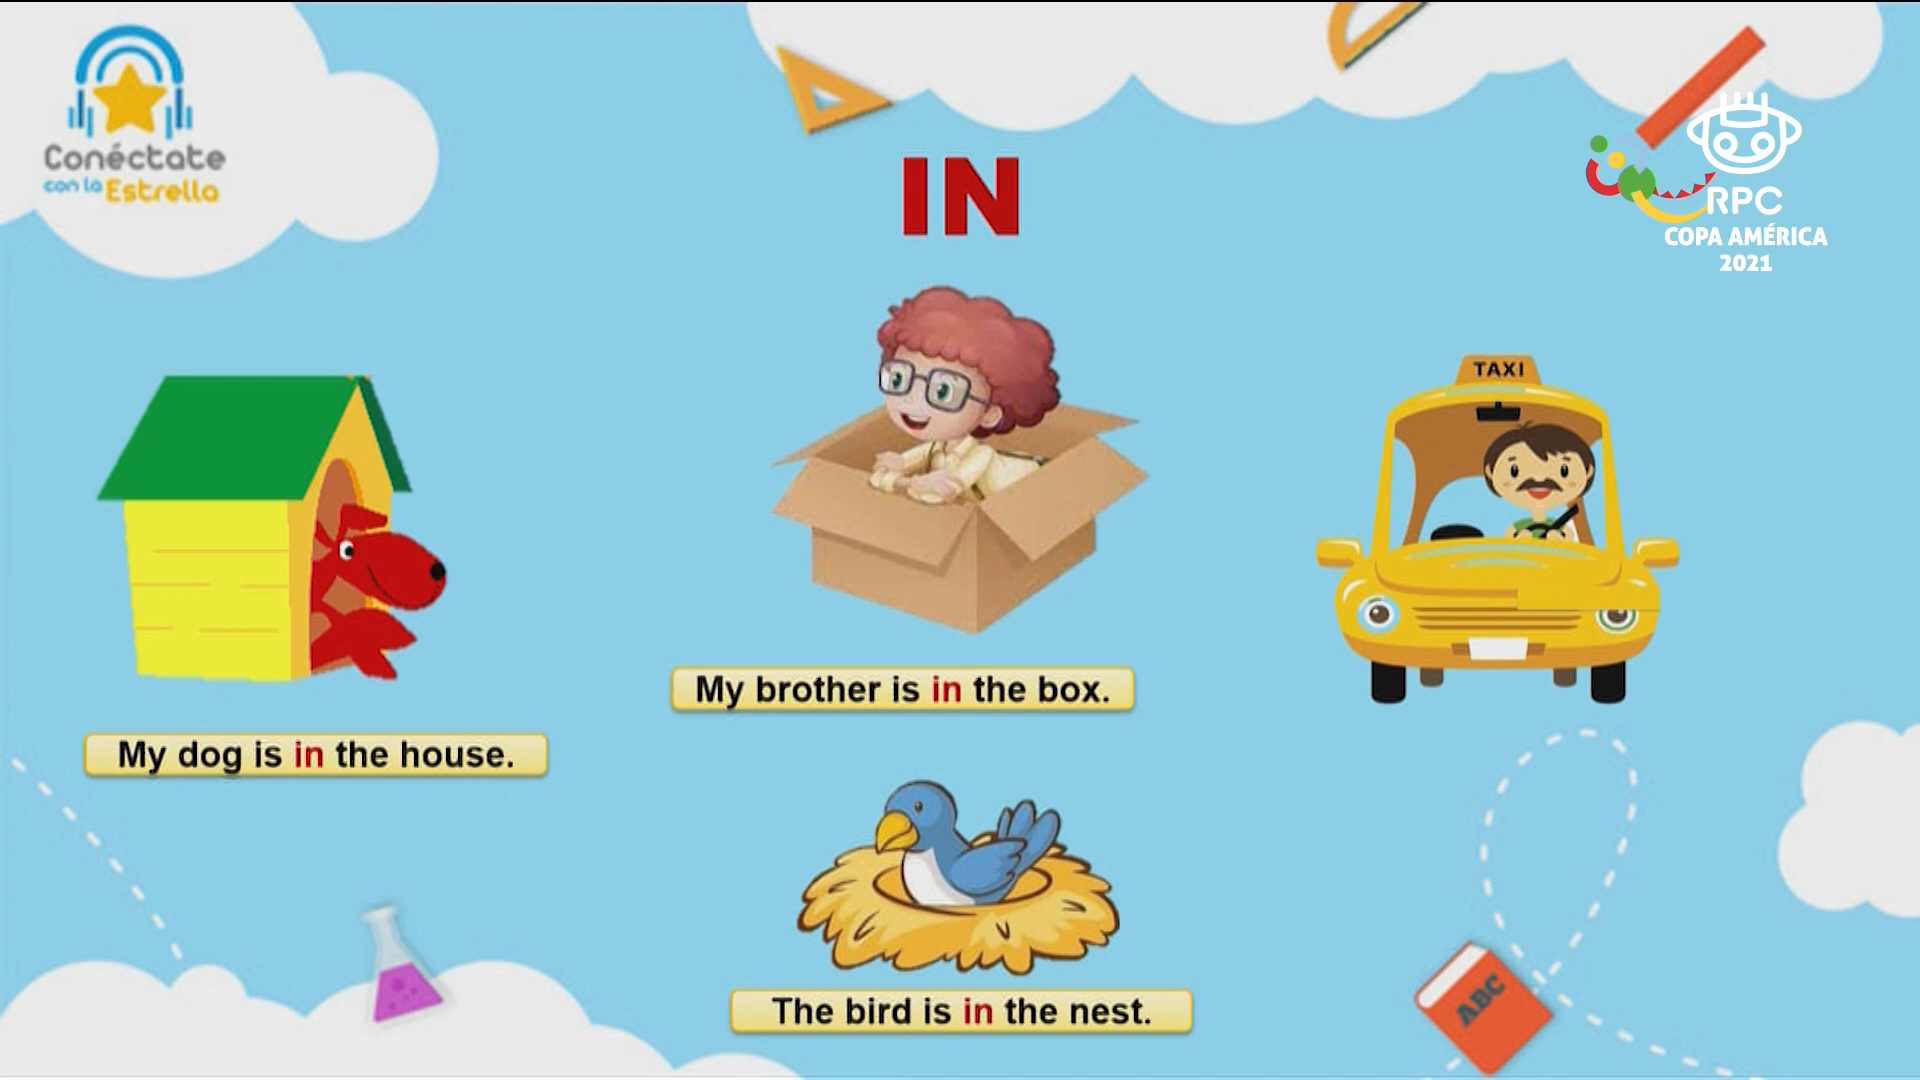 Conéctate
con la Estrella
IN
RPC
COPA AMÉRICA
2021
TAXI
My brother is in the box.
My dog is in the house.
The bird is in the nest.
ABC